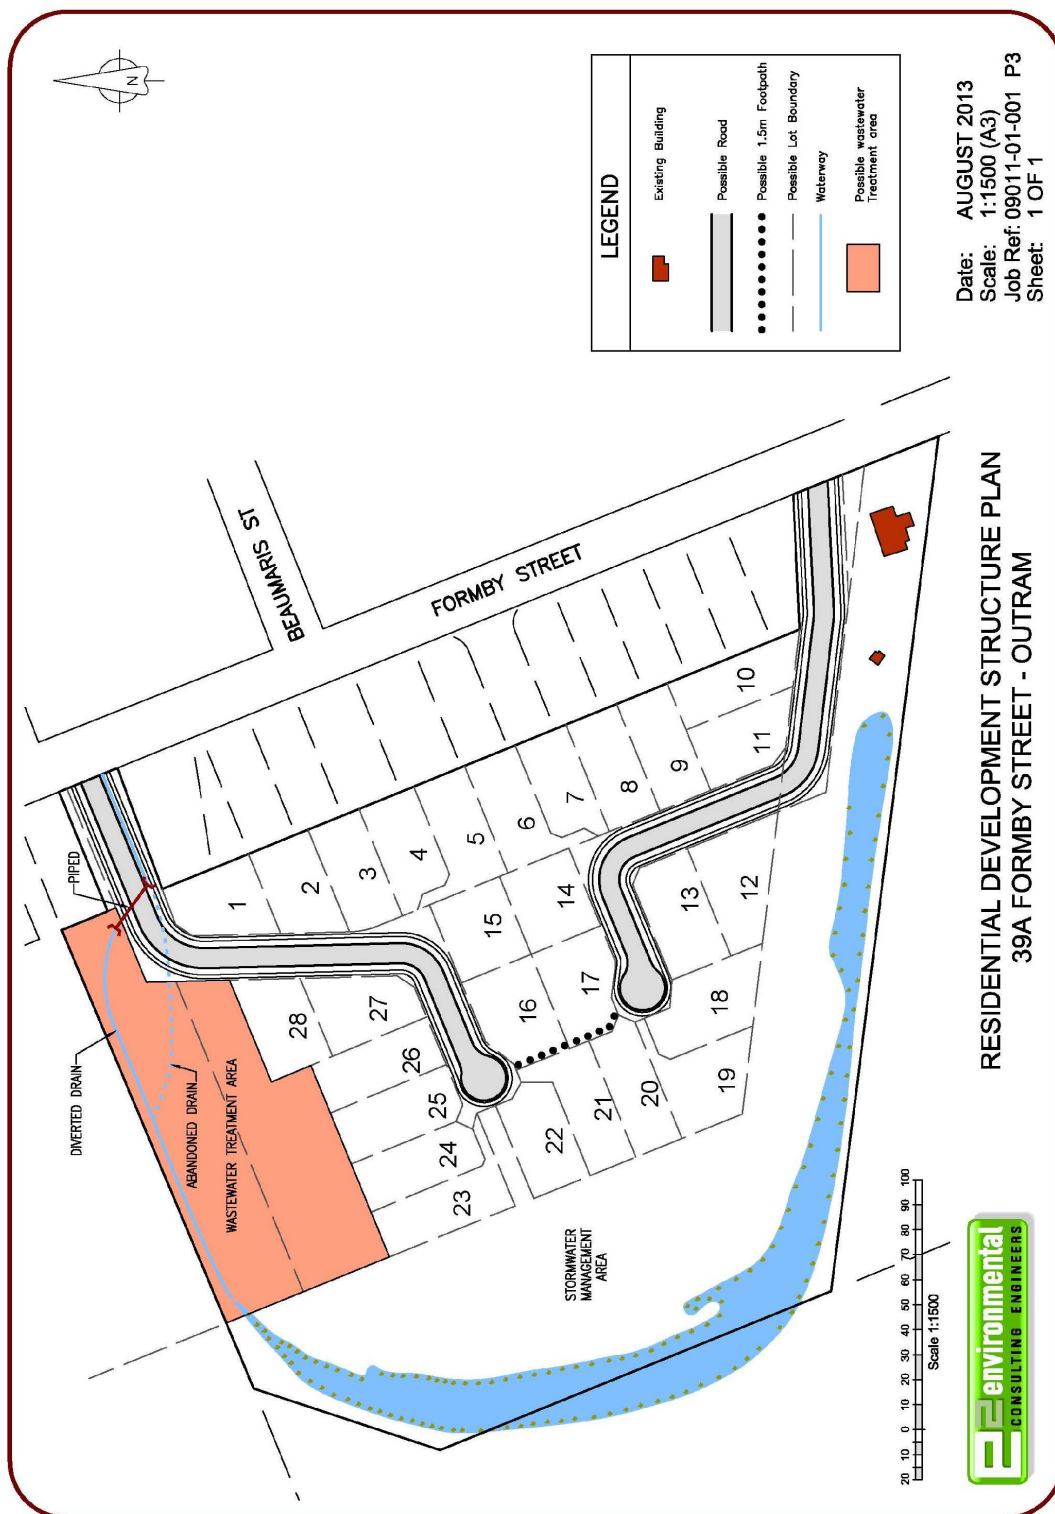 N
BEAUMARIS ST
FORMBY STREET
PIPED
DIVERTED DRAIN
ABANDONED DRAIN
WASTEWATER TREATMENT AREA
1
2
3
4
5
6
7
8
9
10
11
12
13
14
15
16
17
18
19
20
21
22
23
24
25
26
27
28
STORMWATER
MANAGEMENT
AREA
LEGEND
Existing Building
Possible Road
Possible 1.5m Footpath
Possible Lot Boundary
Waterway
Possible wastewater
Treatment area
20 10 0 10 20 30 40 50 60 70 80 90 100
Scale 1:1500
e2environmental
CONSULTING ENGINEERS
RESIDENTIAL DEVELOPMENT STRUCTURE PLAN
39A FORMBY STREET - OUTRAM
Date: AUGUST 2013
Scale: 1:1500 (A3)
Job Ref: 09011-01-001 P3
Sheet: 1 OF 1